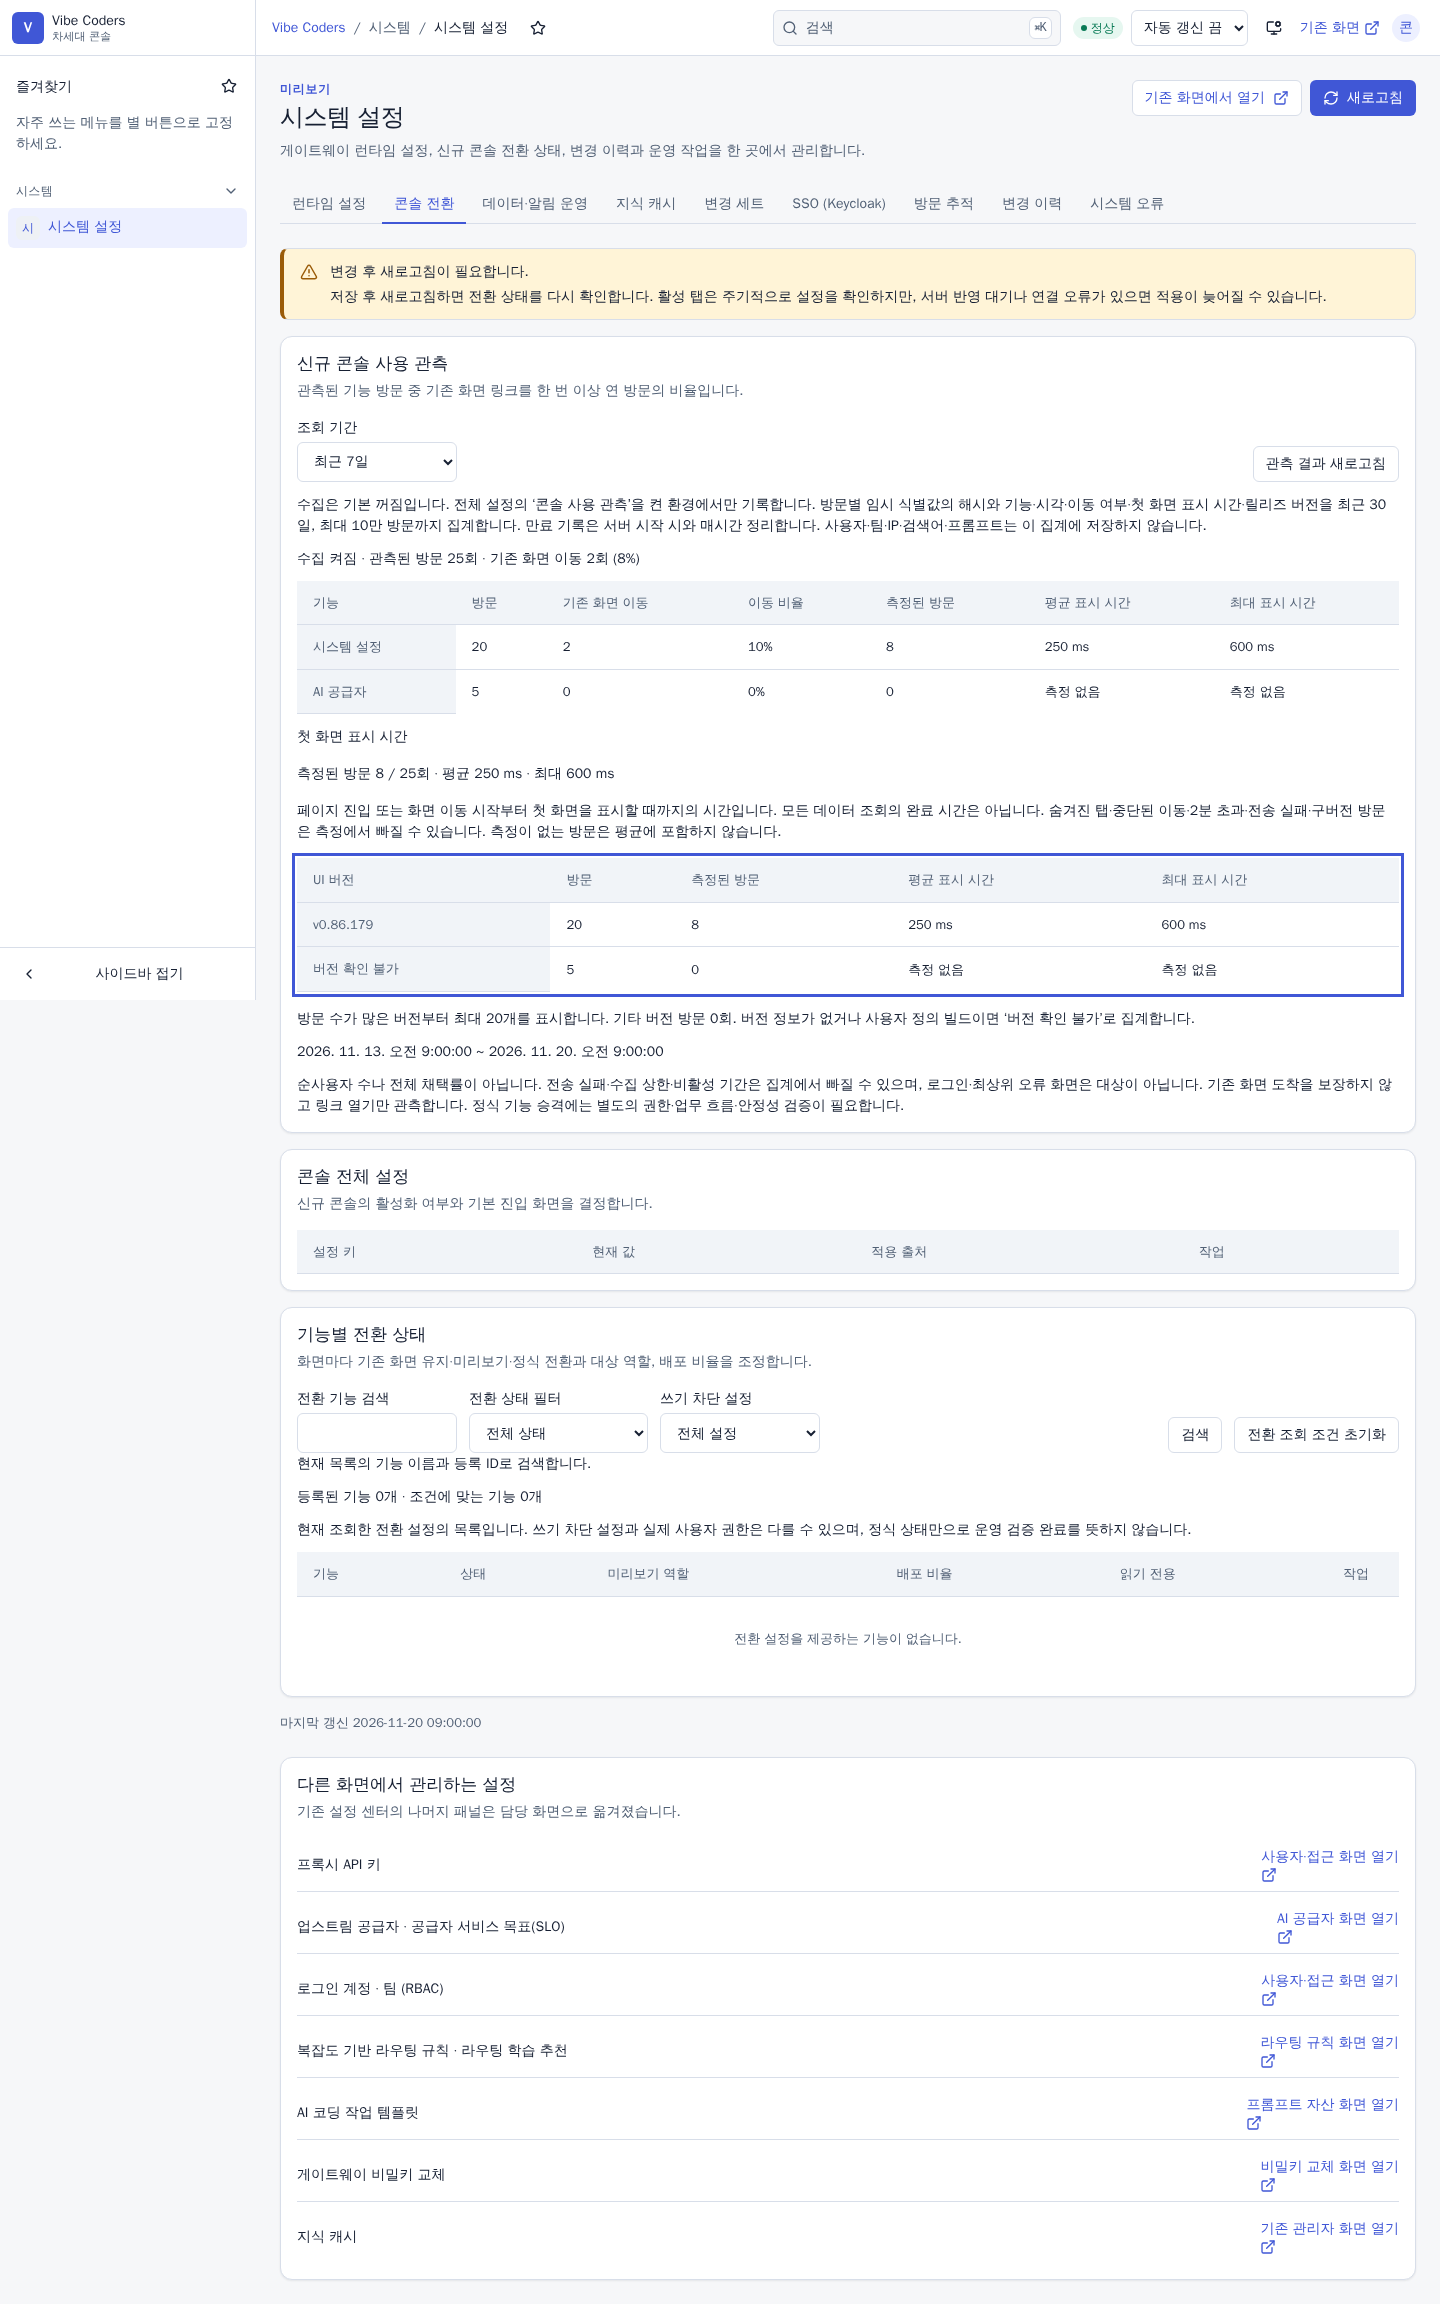 V
Vibe Coders
차세대 콘솔
Vibe Coders / 시스템 / 시스템 설정
검색
⌘K
정상
자동 갱신 끔
기존 화면
콘
즐겨찾기
자주 쓰는 메뉴를 별 버튼으로 고정
하세요.
시스템
시 시스템 설정
사이드바 접기
미리보기
시스템 설정
게이트웨이 런타임 설정, 신규 콘솔 전환 상태, 변경 이력과 운영 작업을 한 곳에서 관리합니다.
기존 화면에서 열기
새로고침
런타임 설정 콘솔 전환 데이터·알림 운영 지식 캐시 변경 세트 SSO (Keycloak) 방문 추적 변경 이력 시스템 오류
변경 후 새로고침이 필요합니다.
저장 후 새로고침하면 전환 상태를 다시 확인합니다. 활성 탭은 주기적으로 설정을 확인하지만, 서버 반영 대기나 연결 오류가 있으면 적용이 늦어질 수 있습니다.
신규 콘솔 사용 관측
관측된 기능 방문 중 기존 화면 링크를 한 번 이상 연 방문의 비율입니다.
조회 기간
최근 7일
관측 결과 새로고침
수집은 기본 꺼짐입니다. 전체 설정의 ‘콘솔 사용 관측’을 켠 환경에서만 기록합니다. 방문별 임시 식별값의 해시와 기능·시각·이동 여부·첫 화면 표시 시간·릴리즈 버전을 최근 30
일, 최대 10만 방문까지 집계합니다. 만료 기록은 서버 시작 시와 매시간 정리합니다. 사용자·팀·IP·검색어·프롬프트는 이 집계에 저장하지 않습니다.
수집 켜짐 · 관측된 방문 25회 · 기존 화면 이동 2회 (8%)
기능 방문 기존 화면 이동 이동 비율 측정된 방문 평균 표시 시간 최대 표시 시간
시스템 설정 20 2 10% 8 250 ms 600 ms
AI 공급자 5 0 0% 0 측정 없음 측정 없음
첫 화면 표시 시간
측정된 방문 8 / 25회 · 평균 250 ms · 최대 600 ms
페이지 진입 또는 화면 이동 시작부터 첫 화면을 표시할 때까지의 시간입니다. 모든 데이터 조회의 완료 시간은 아닙니다. 숨겨진 탭·중단된 이동·2분 초과·전송 실패·구버전 방문
은 측정에서 빠질 수 있습니다. 측정이 없는 방문은 평균에 포함하지 않습니다.
UI 버전 방문 측정된 방문 평균 표시 시간 최대 표시 시간
v0.86.179 20 8 250 ms 600 ms
버전 확인 불가 5 0 측정 없음 측정 없음
방문 수가 많은 버전부터 최대 20개를 표시합니다. 기타 버전 방문 0회. 버전 정보가 없거나 사용자 정의 빌드이면 ‘버전 확인 불가’로 집계합니다.
2026. 11. 13. 오전 9:00:00 ~ 2026. 11. 20. 오전 9:00:00
순사용자 수나 전체 채택률이 아닙니다. 전송 실패·수집 상한·비활성 기간은 집계에서 빠질 수 있으며, 로그인·최상위 오류 화면은 대상이 아닙니다. 기존 화면 도착을 보장하지 않
고 링크 열기만 관측합니다. 정식 기능 승격에는 별도의 권한·업무 흐름·안정성 검증이 필요합니다.
콘솔 전체 설정
신규 콘솔의 활성화 여부와 기본 진입 화면을 결정합니다.
설정 키 현재 값 적용 출처 작업
기능별 전환 상태
화면마다 기존 화면 유지·미리보기·정식 전환과 대상 역할, 배포 비율을 조정합니다.
전환 기능 검색 전환 상태 필터 쓰기 차단 설정
전체 상태 전체 설정 검색 전환 조회 조건 초기화
현재 목록의 기능 이름과 등록 ID로 검색합니다.
등록된 기능 0개 · 조건에 맞는 기능 0개
현재 조회한 전환 설정의 목록입니다. 쓰기 차단 설정과 실제 사용자 권한은 다를 수 있으며, 정식 상태만으로 운영 검증 완료를 뜻하지 않습니다.
기능 상태 미리보기 역할 배포 비율 읽기 전용 작업
전환 설정을 제공하는 기능이 없습니다.
마지막 갱신 2026-11-20 09:00:00
다른 화면에서 관리하는 설정
기존 설정 센터의 나머지 패널은 담당 화면으로 옮겨졌습니다.
프록시 API 키 사용자·접근 화면 열기
업스트림 공급자 · 공급자 서비스 목표(SLO) AI 공급자 화면 열기
로그인 계정 · 팀 (RBAC) 사용자·접근 화면 열기
복잡도 기반 라우팅 규칙 · 라우팅 학습 추천 라우팅 규칙 화면 열기
AI 코딩 작업 템플릿 프롬프트 자산 화면 열기
게이트웨이 비밀키 교체 비밀키 교체 화면 열기
지식 캐시 기존 관리자 화면 열기